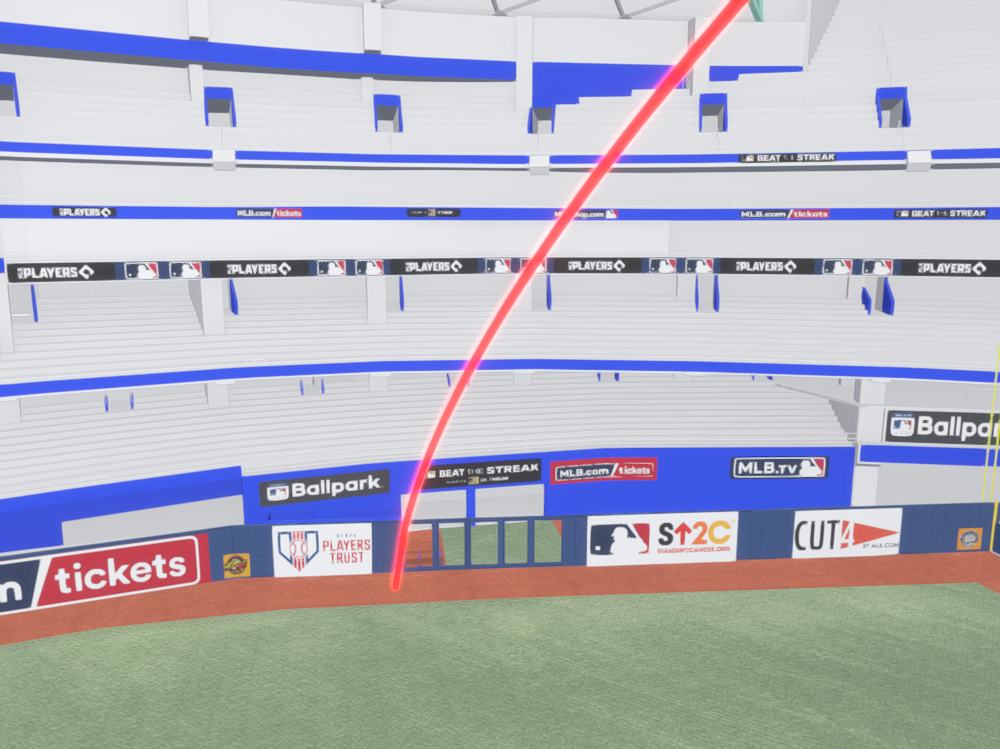 BEAT THE STREAK
PLAYERS
MLB.com/tickets
MLB.com/tickets
BEAT THE STREAK
PLAYERS
PLAYERS
PLAYERS
PLAYERS
PLAYERS
PLAYERS
Ballpark
BEAT THE STREAK
MLB.com/tickets
MLB.TV
Ballpa
m/tickets
PLAYERS
TRUST
S↑2C
STANDUPTOCANCER.ORG
CUT4
BY MLB.COM